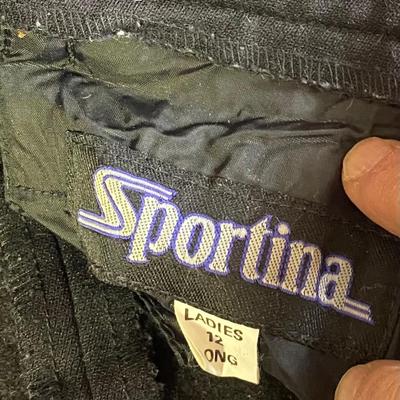 Sportina
LADIES
12
ONG